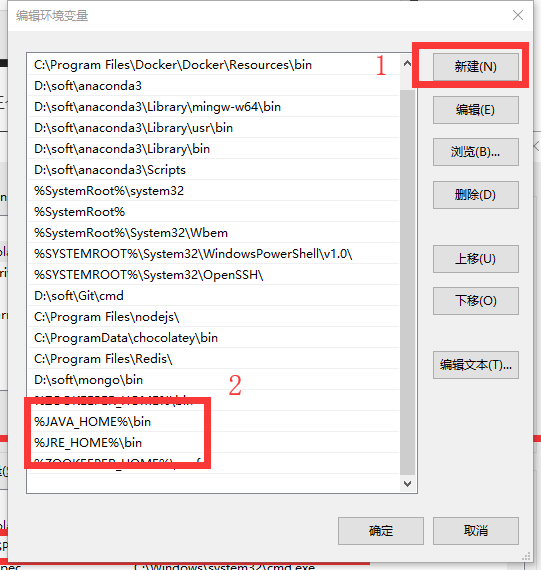 编辑环境变量
C:\Program Files\Docker\Docker\Resources\bin
D:\soft\anaconda3
D:\soft\anaconda3\Library\mingw-w64\bin
D:\soft\anaconda3\Library\usr\bin
D:\soft\anaconda3\Library\bin
D:\soft\anaconda3\Scripts
%SystemRoot%\system32
%SystemRoot%
%SystemRoot%\System32\Wbem
%SYSTEMROOT%\System32\WindowsPowerShell\v1.0\
%SYSTEMROOT%\System32\OpenSSH\
D:\soft\Git\cmd
C:\Program Files\nodejs\
C:\ProgramData\chocolatey\bin
C:\Program Files\Redis\
D:\soft\mongo\bin
%ZOOKEEPER_HOME%\bin
%JAVA_HOME%\bin
%JRE_HOME%\bin
1
2
新建(N)
编辑(E)
浏览(B)...
删除(D)
上移(U)
下移(O)
编辑文本(T)...
确定
取消
C:\Windows\system32\cmd.exe